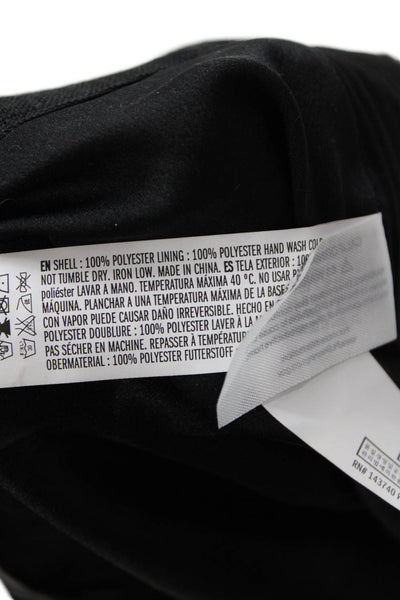 EN SHELL : 100% POLYESTER LINING : 100% POLYESTER HAND WASH COLD
NOT TUMBLE DRY. IRON LOW. MADE IN CHINA. ES TELA EXTERIOR : 100%
poliéster LAVAR A MANO. TEMPERATURA MÁXIMA 40 °C. NO USAR
MÁQUINA. PLANCHAR A UNA TEMPERATURA MÁXIMA DE LA BASE
CON VAPOR PUEDE CAUSAR DAÑO IRREVERSIBLE. HECHO EN
POLYESTER DOUBLURE : 100% POLYESTER LAVER À LA
PAS SÉCHER EN MACHINE. REPASSER À TEMPÉRATUR
OBERMATERIAL : 100% POLYESTER FUTTERSTOFF
RN# 143740